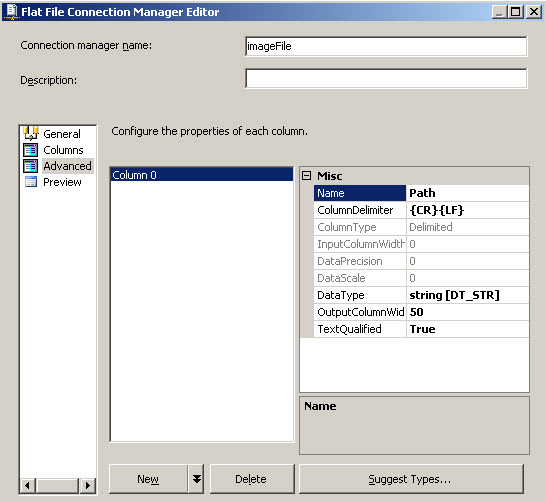 Flat File Connection Manager Editor
Connection manager name: imageFile
Description:
General
Columns
Advanced
Preview
Configure the properties of each column.
Column 0
Misc
Name Path
ColumnDelimiter {CR}{LF}
ColumnType Delimited
InputColumnWidth 0
DataPrecision 0
DataScale 0
DataType string [DT_STR]
OutputColumnWid 50
TextQualified True
Name
New
Delete
Suggest Types...